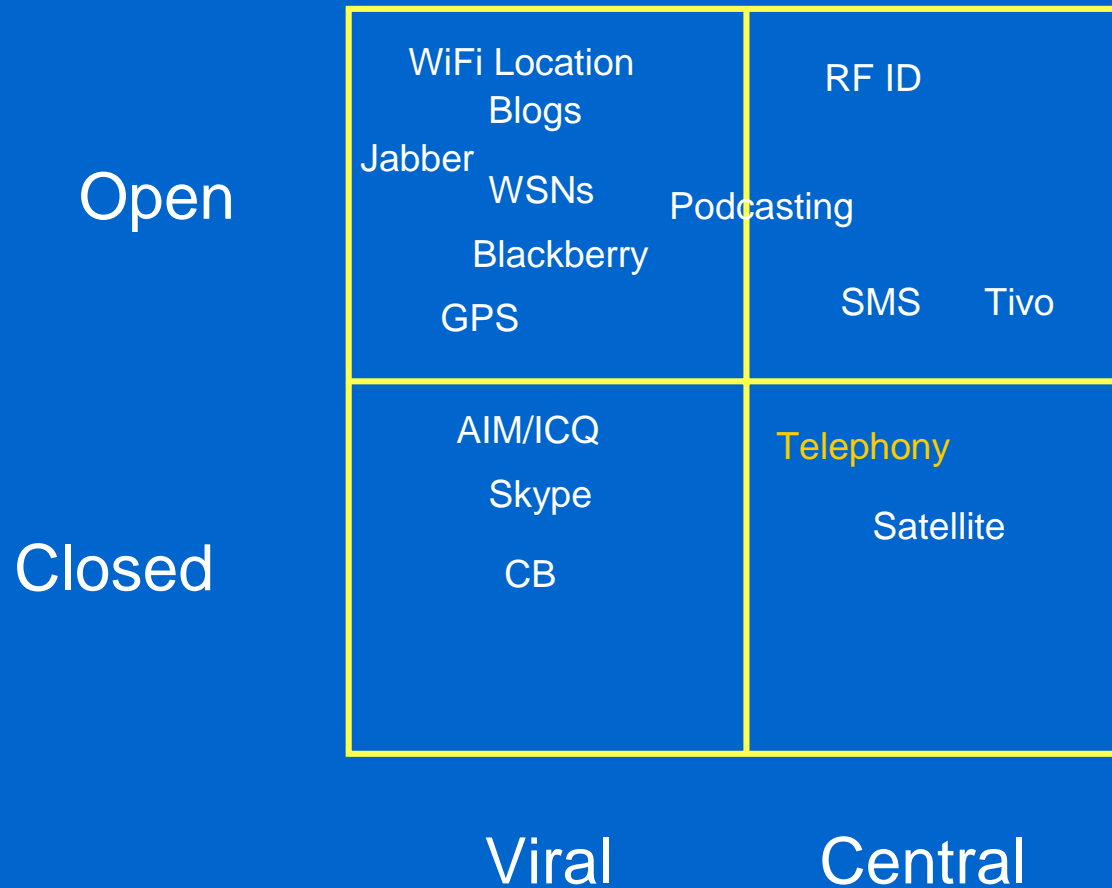 WiFi Location
Blogs
RF ID
Jabber
Open
WSNs
Podcasting
Blackberry
GPS
SMS
Tivo
AIM/ICQ
Telephony
Skype
Satellite
Closed
CB
Viral
Central